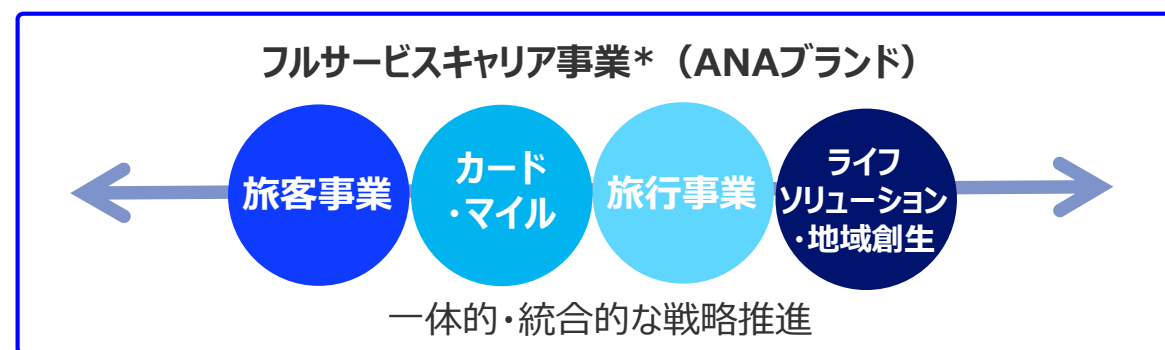 フルサービスキャリア事業*（ANAブランド）
旅客事業
カード
・マイル
旅行事業
ライフ
ソリューション
・地域創生
一体的・統合的な戦略推進